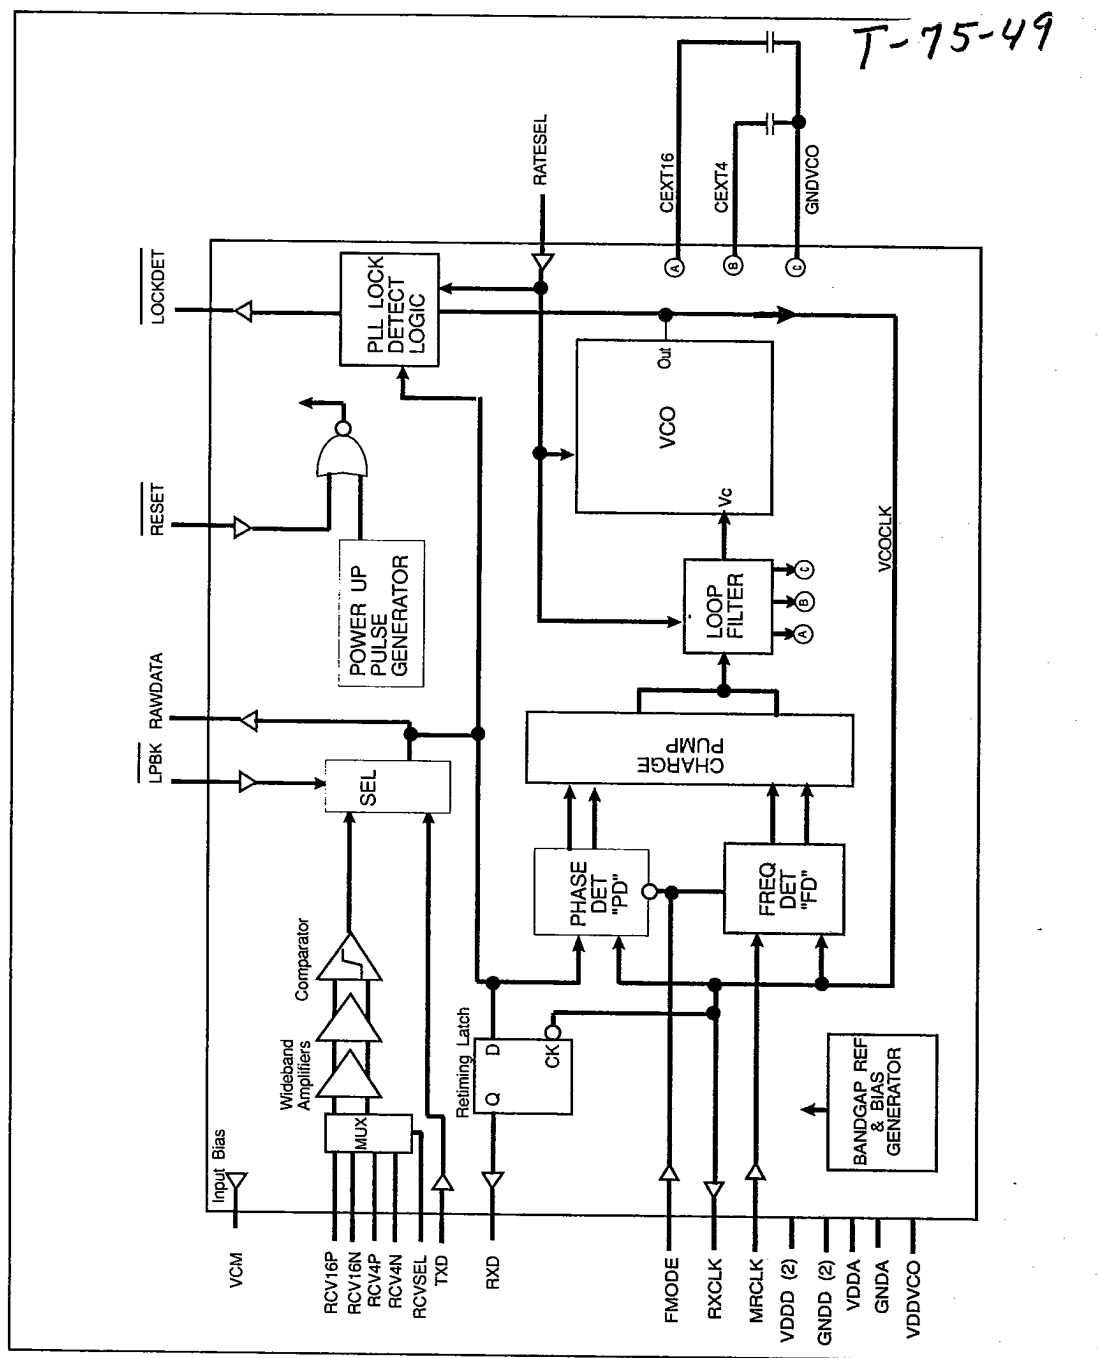 T-75-49
LOCKDET
RESET
RAWDATA
LPBK
RATESEL
CEXT16
CEXT4
GNDVCO
A
B
C
PLL LOCK
DETECT
LOGIC
POWER UP
PULSE
GENERATOR
SEL
Out
VCO
Vc
VCOCLK
LOOP
FILTER
A
B
C
CHARGE
PUMP
PHASE
DET
"PD"
FREQ
DET
"FD"
Comparator
Wideband
Amplifiers
MUX
Retiming Latch
D
Q
CK
BANDGAP REF
& BIAS
GENERATOR
Input Bias
VCM
RCV16P
RCV16N
RCV4P
RCV4N
RCVSEL
TXD
RXD
FMODE
RXCLK
MRCLK
VDDD (2)
GNDD (2)
VDDA
GNDA
VDDVCO